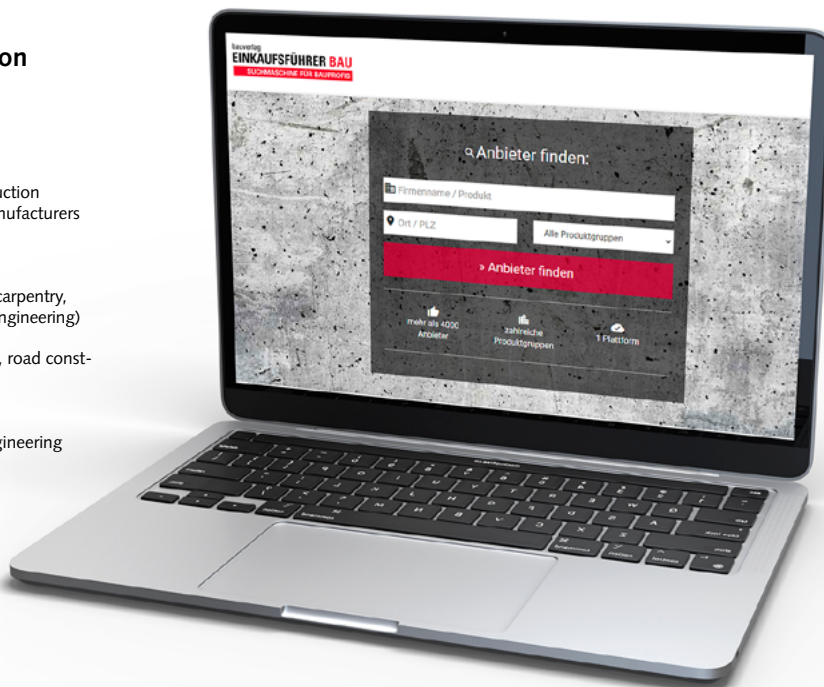 on
uction
nufacturers
carpentry,
ngineering)
, road const-
gineering
bauverlag
EINKAUFSFÜHRER BAU
SUCHMASCHINE FÜR BAUPROFIS
Anbieter finden:
Firmenname / Produkt
Ort / PLZ
Alle Produktgruppen
» Anbieter finden
mehr als 4000
Anbieter
zahlreiche
Produktgruppen
1 Plattform